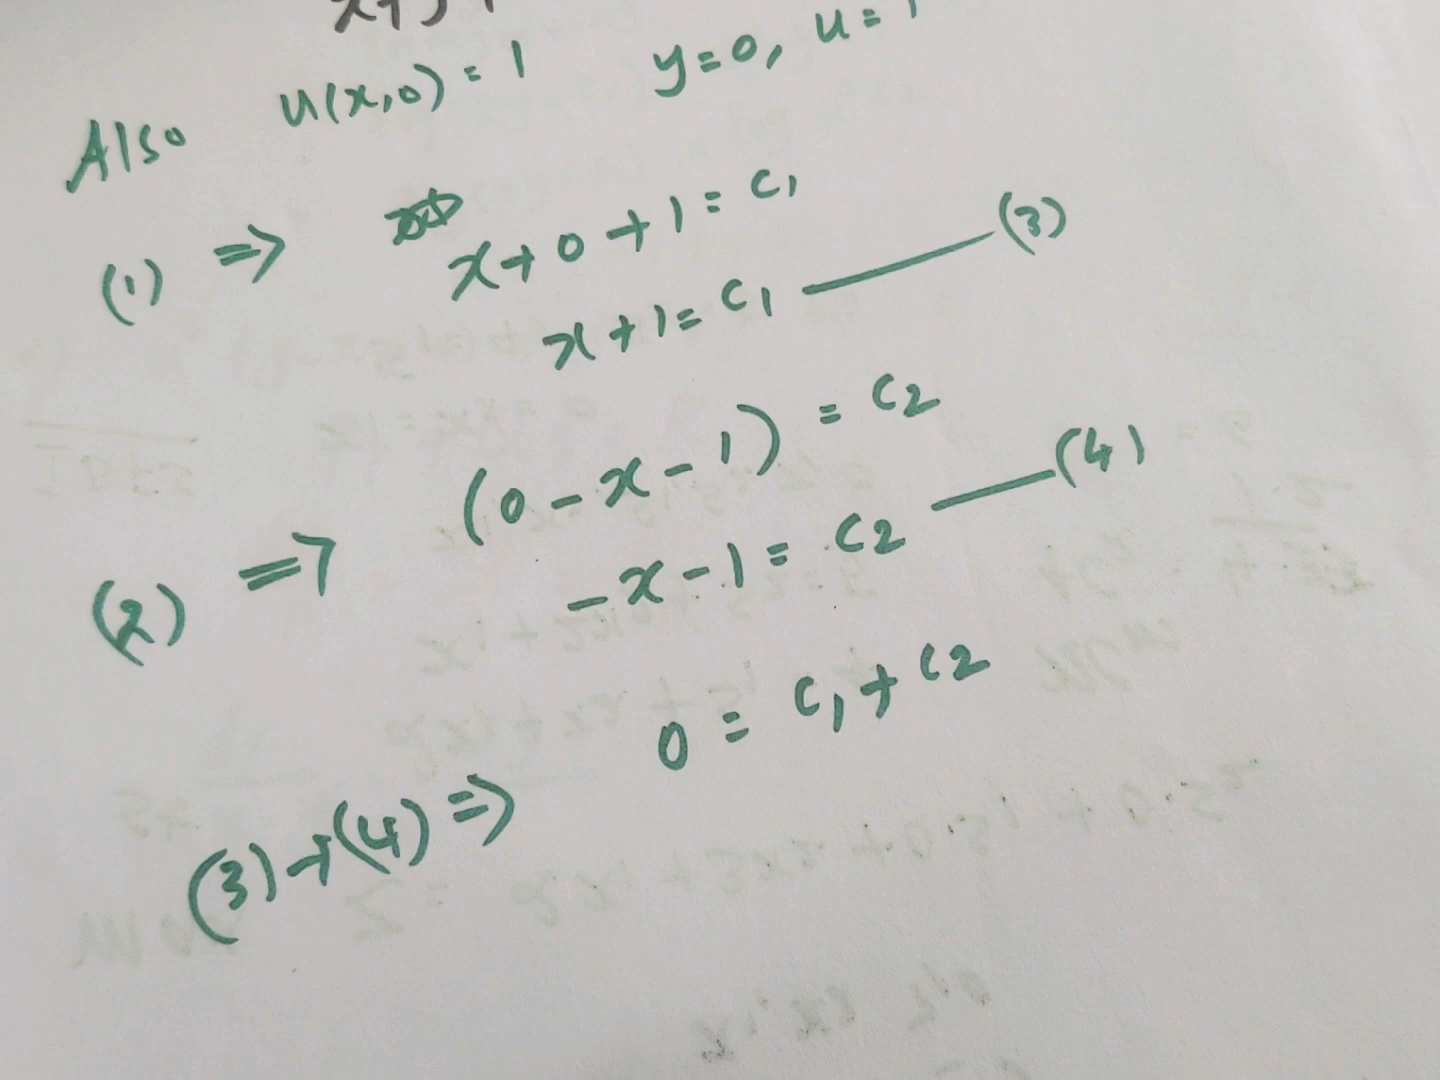 Also u(x,0) = 1 y=0, u=1
(1) ⇒ x+0+1 = c₁
x+1= c₁ —— (3)
(2) ⇒ (0-x-1) = c₂
-x-1 = c₂ —— (4)
(3)+(4) ⇒ 0 = c₁+c₂